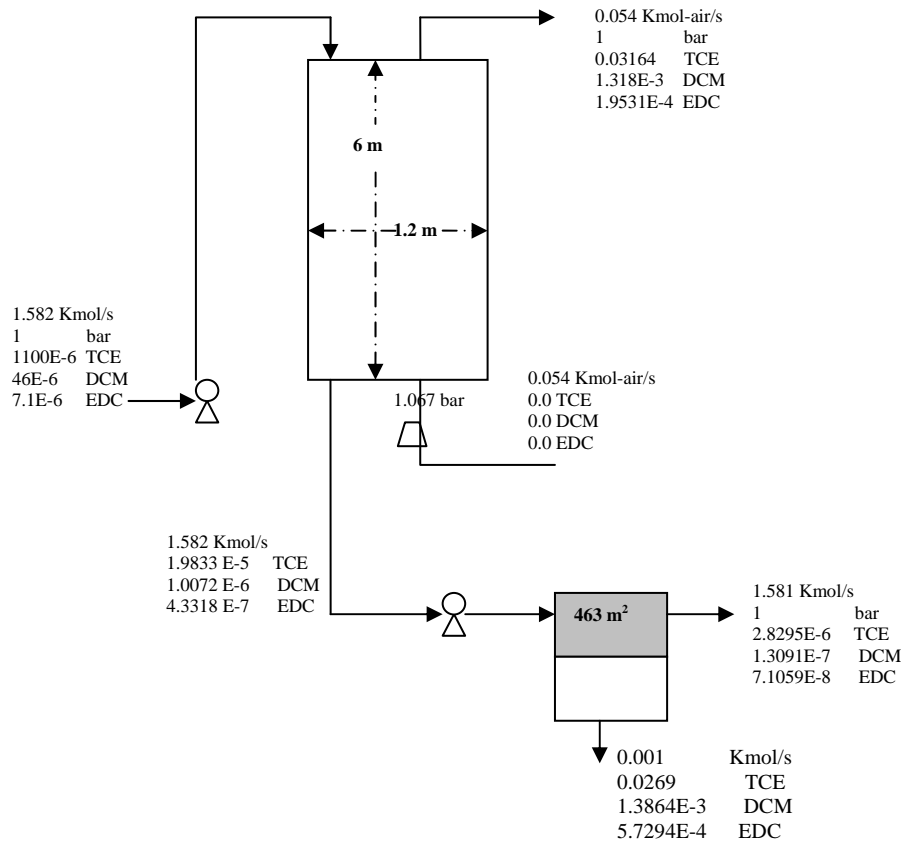 0.054 Kmol-air/s
1 bar
0.03164 TCE
1.318E-3 DCM
1.9531E-4 EDC
6 m
1.2 m
1.582 Kmol/s
1 bar
1100E-6 TCE
46E-6 DCM
7.1E-6 EDC
0.054 Kmol-air/s
0.0 TCE
0.0 DCM
0.0 EDC
1.067 bar
1.582 Kmol/s
1.9833 E-5 TCE
1.0072 E-6 DCM
4.3318 E-7 EDC
463 m²
1.581 Kmol/s
1 bar
2.8295E-6 TCE
1.3091E-7 DCM
7.1059E-8 EDC
0.001 Kmol/s
0.0269 TCE
1.3864E-3 DCM
5.7294E-4 EDC